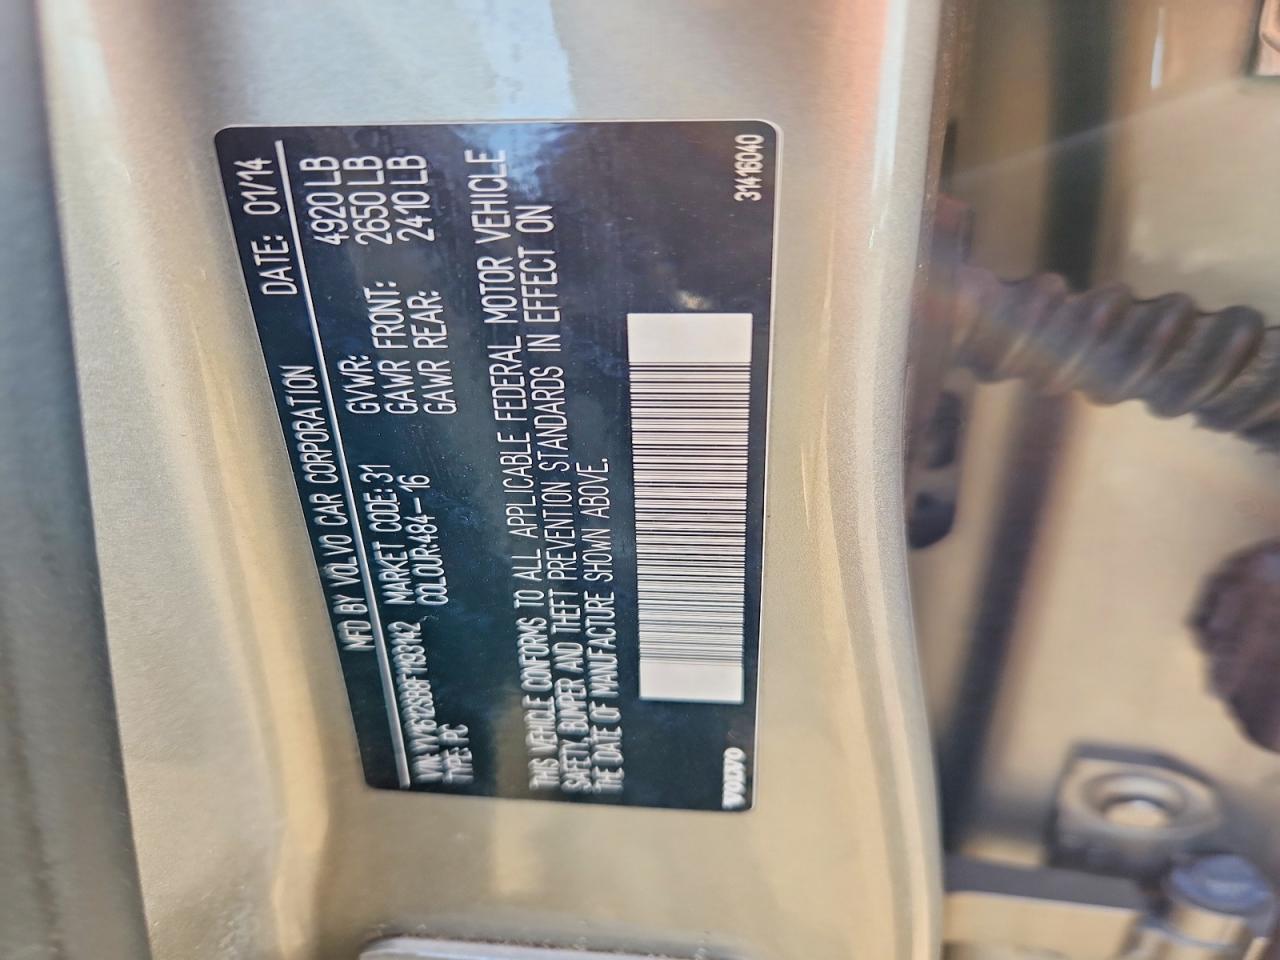 MFD BY VOLVO CAR CORPORATION DATE: 01/14
VIN: YV1612SB8F1193142 MARKET CODE: 31 GVWR: 4920 LB
TYPE: PC COLOUR:484-16 GAWR FRONT: 2650 LB
GAWR REAR: 2410 LB
THIS VEHICLE CONFORMS TO ALL APPLICABLE FEDERAL MOTOR VEHICLE
SAFETY, BUMPER AND THEFT PREVENTION STANDARDS IN EFFECT ON
THE DATE OF MANUFACTURE SHOWN ABOVE.
VOLVO 31416040